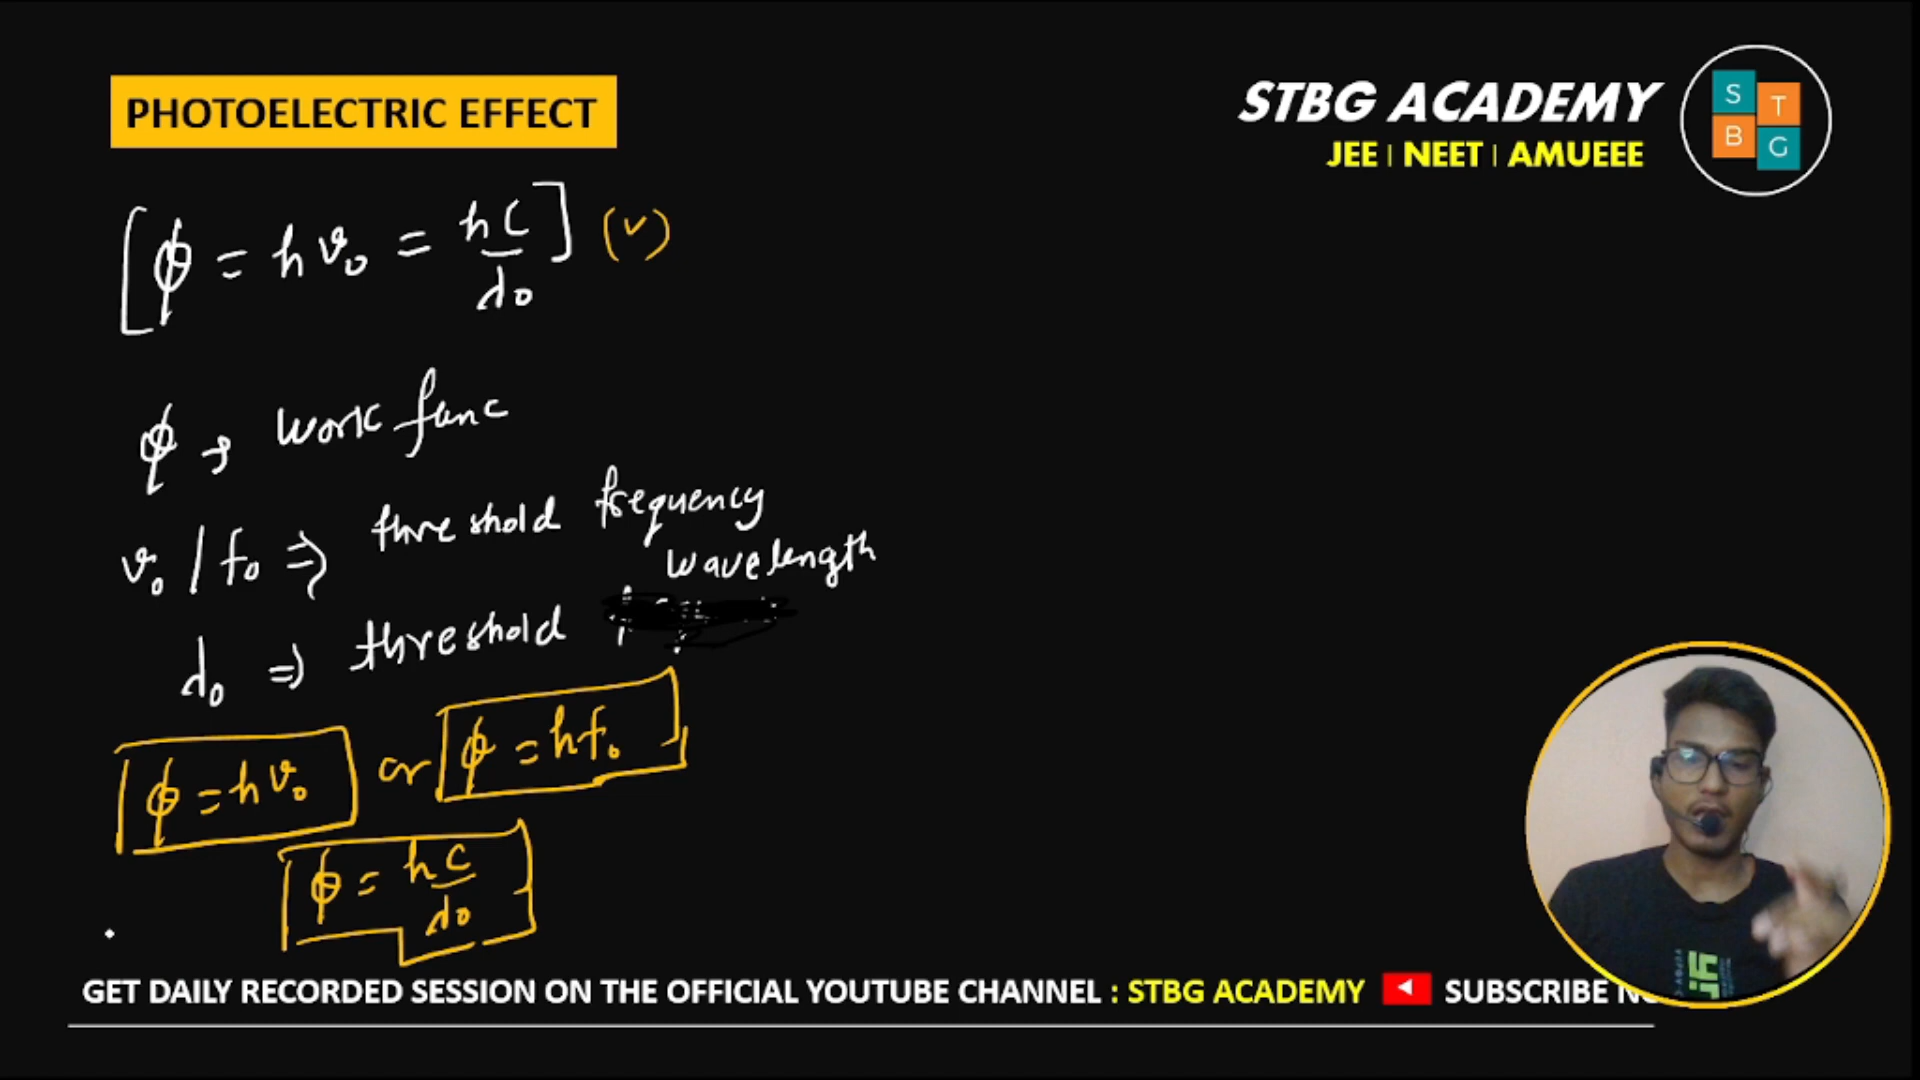 PHOTOELECTRIC EFFECT
STBG ACADEMY
JEE | NEET | AMUEEE
S T
B G
[ϕ = hν₀ = hc/λ₀] (✓)
ϕ → work func
ν₀ / f₀ ⇒ threshold frequency
wavelength
λ₀ ⇒ threshold
ϕ = hν₀ or ϕ = hf₀
ϕ = hc/λ₀
GET DAILY RECORDED SESSION ON THE OFFICIAL YOUTUBE CHANNEL : STBG ACADEMY SUBSCRIBE